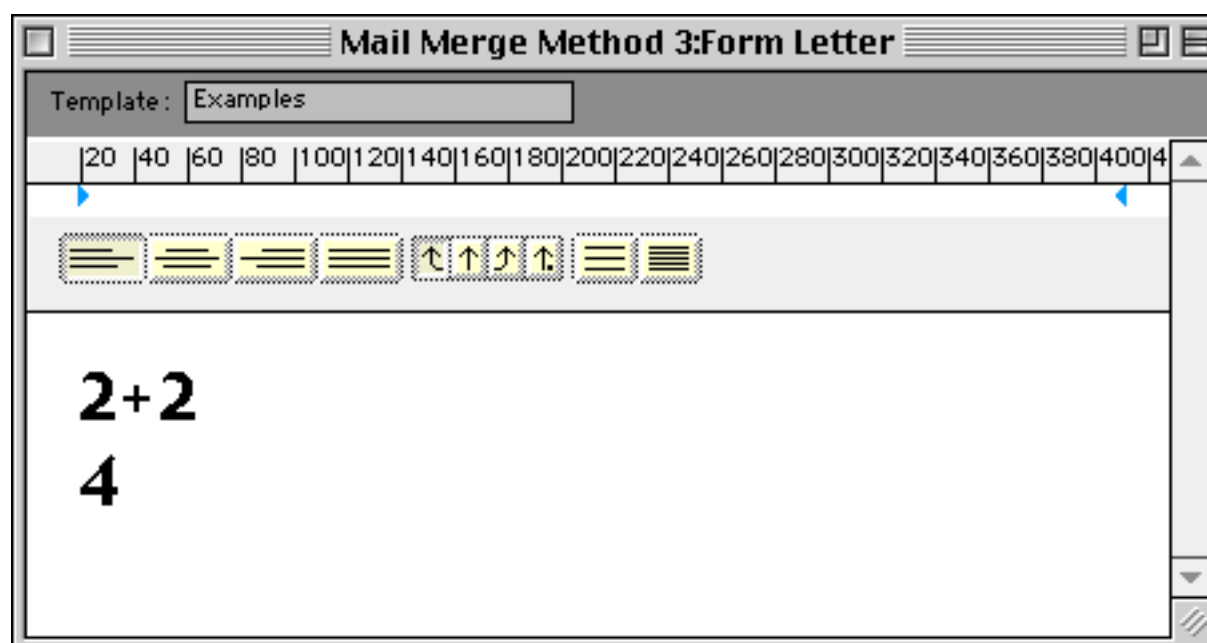 Mail Merge Method 3:Form Letter
Template: Examples
|20 |40 |60 |80 |100|120|140|160|180|200|220|240|260|280|300|320|340|360|380|400|4
2+2
4